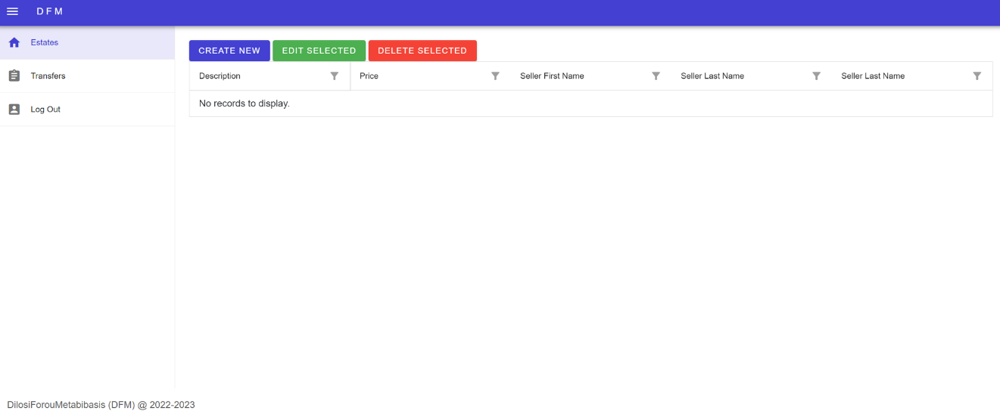 DFM
Estates
Transfers
Log Out
CREATE NEW EDIT SELECTED DELETE SELECTED
Description Price Seller First Name Seller Last Name Seller Last Name
No records to display.
DilosiForouMetabibasis (DFM) @ 2022-2023